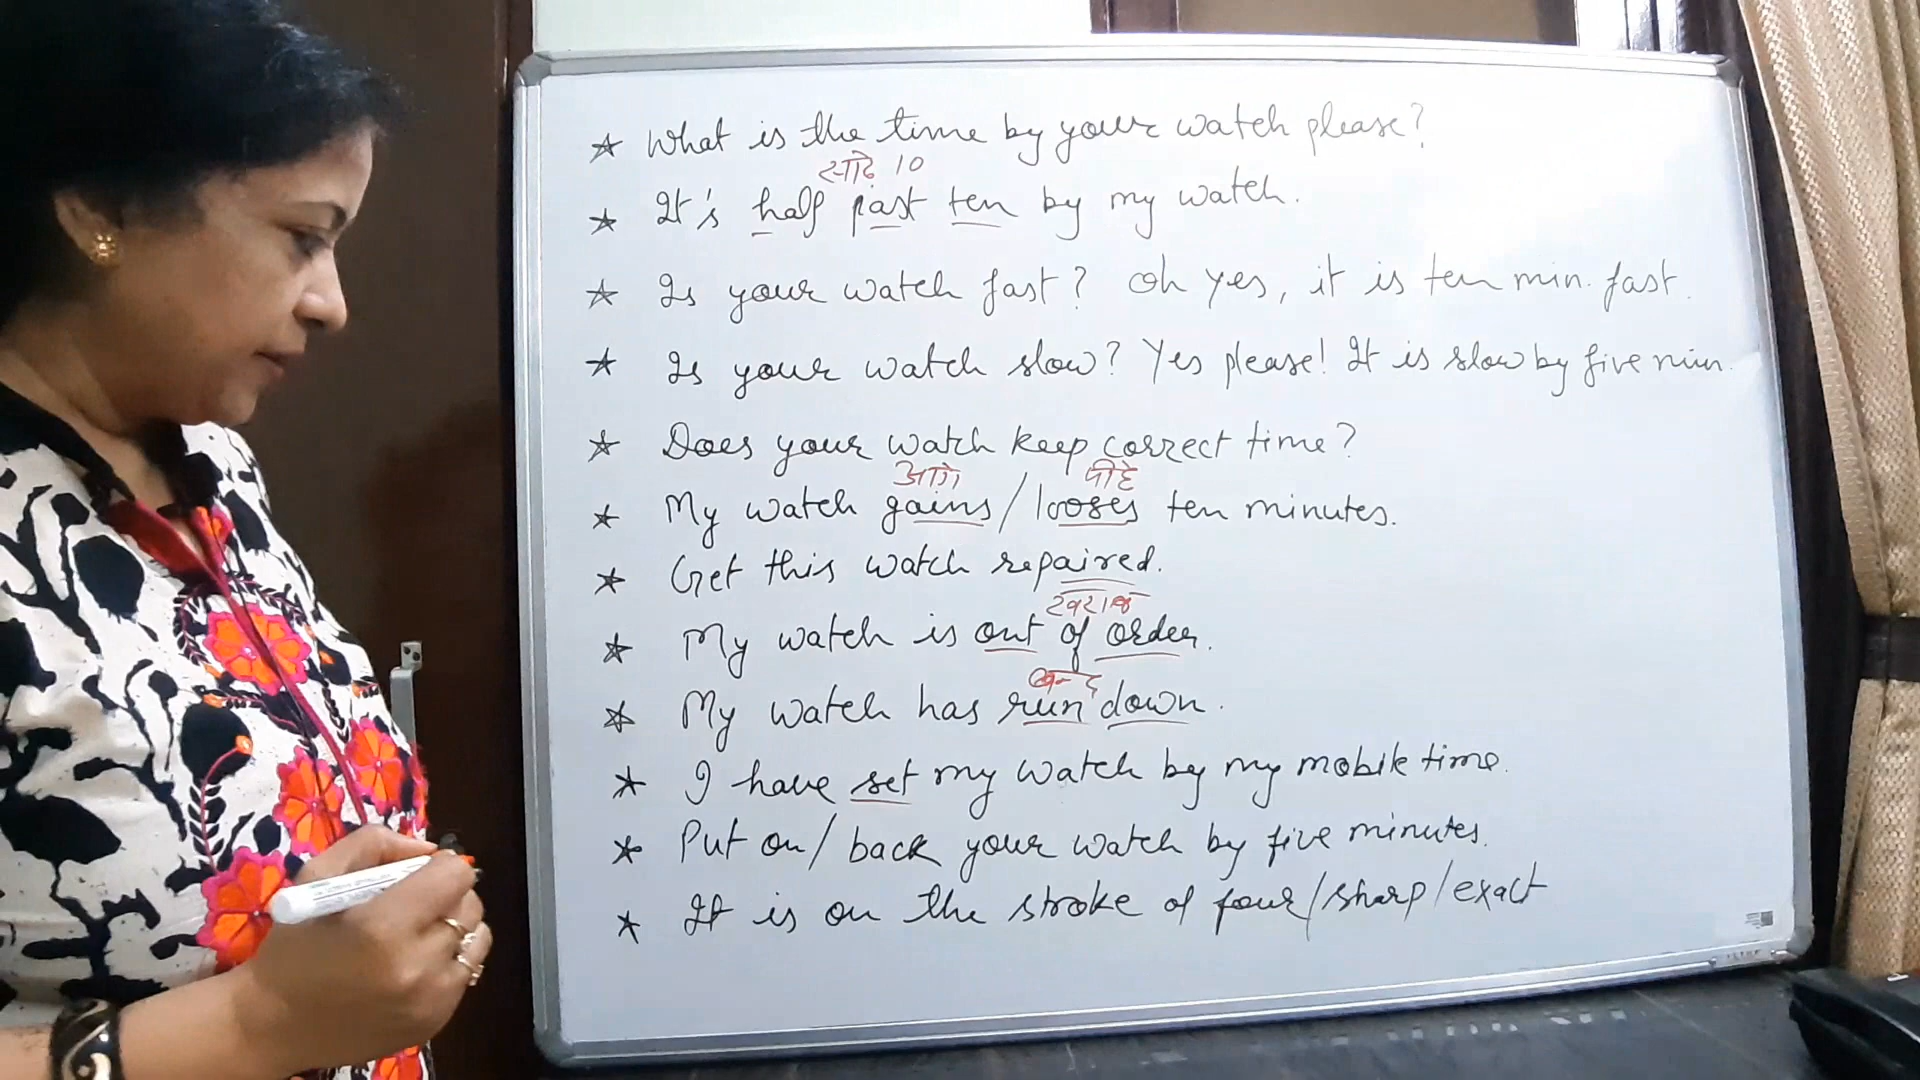 ★ What is the time by your watch please?
साढे 10
★ It's half past ten by my watch.
★ Is your watch fast? Oh yes, it is ten min. fast.
★ Is your watch slow? Yes please! It is slow by five min.
★ Does your watch keep correct time?
आगे पीछे
★ My watch gains/looses ten minutes.
★ Get this watch repaired.
खराब
★ My watch is out of order.
बन्द
★ My watch has run down.
★ I have set my watch by my mobile time.
★ Put on/back your watch by five minutes.
★ It is on the stroke of four/sharp/exact